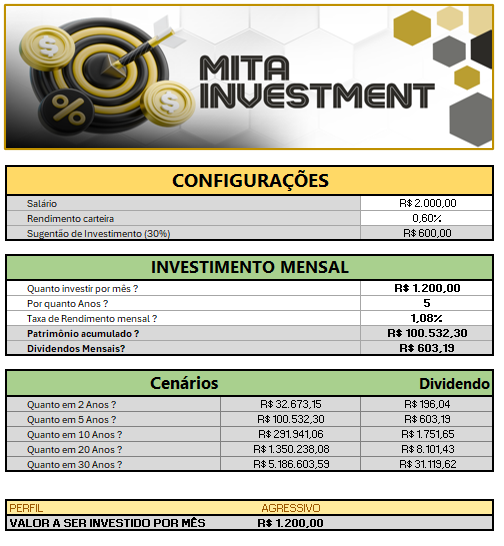 MITA
INVESTMENT
CONFIGURAÇÕES
Salário R$ 2.000,00
Rendimento carteira 0,60%
Sugentão de Investimento (30%) R$ 600,00
INVESTIMENTO MENSAL
Quanto investir por mês ? R$ 1.200,00
Por quanto Anos ? 5
Taxa de Rendimento mensal ? 1,08%
Patrimônio acumulado ? R$ 100.532,30
Dividendos Mensais? R$ 603,19
Cenários Dividendo
Quanto em 2 Anos ? R$ 32.673,15 R$ 196,04
Quanto em 5 Anos ? R$ 100.532,30 R$ 603,19
Quanto em 10 Anos ? R$ 291.941,06 R$ 1.751,65
Quanto em 20 Anos ? R$ 1.350.238,08 R$ 8.101,43
Quanto em 30 Anos ? R$ 5.186.603,59 R$ 31.119,62
PERFIL AGRESSIVO
VALOR A SER INVESTIDO POR MÊS R$ 1.200,00